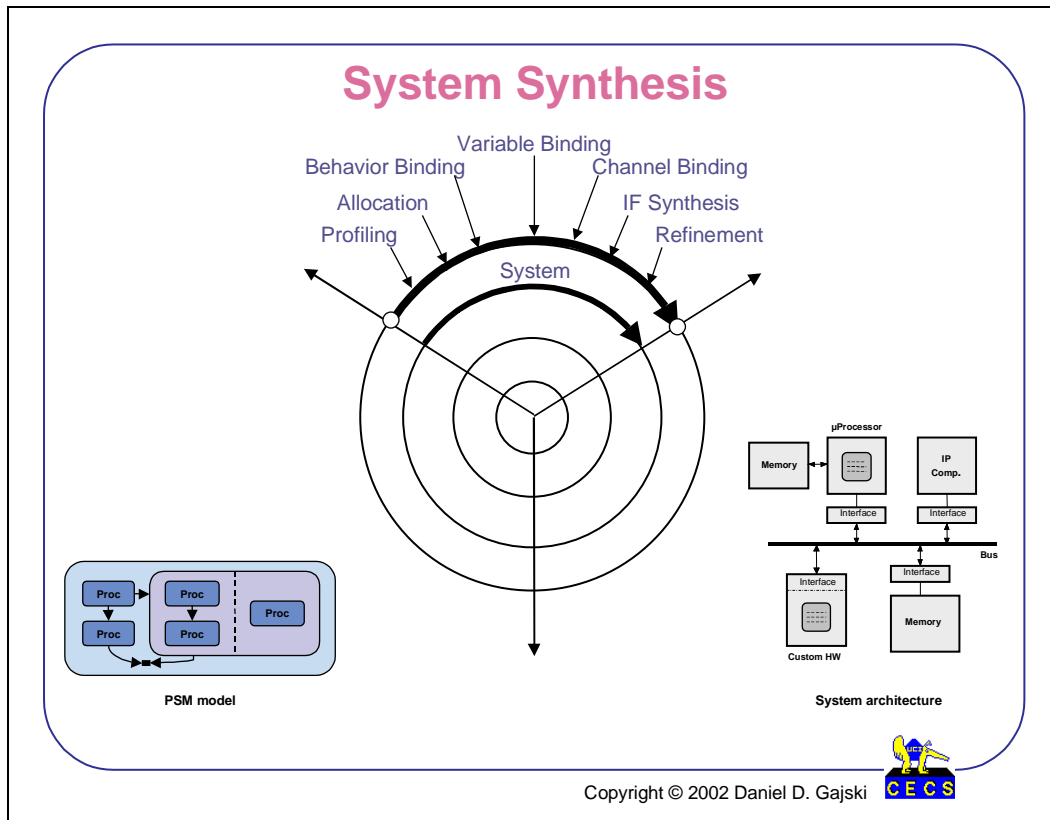 System Synthesis
Variable Binding
Behavior Binding
Channel Binding
Allocation
IF Synthesis
Profiling
Refinement
System
µProcessor
Memory
IP
Comp.
Interface
Interface
Bus
Interface
Interface
Memory
Custom HW
Proc
Proc
Proc
Proc
Proc
PSM model
System architecture
UCI
CECS
Copyright © 2002 Daniel D. Gajski